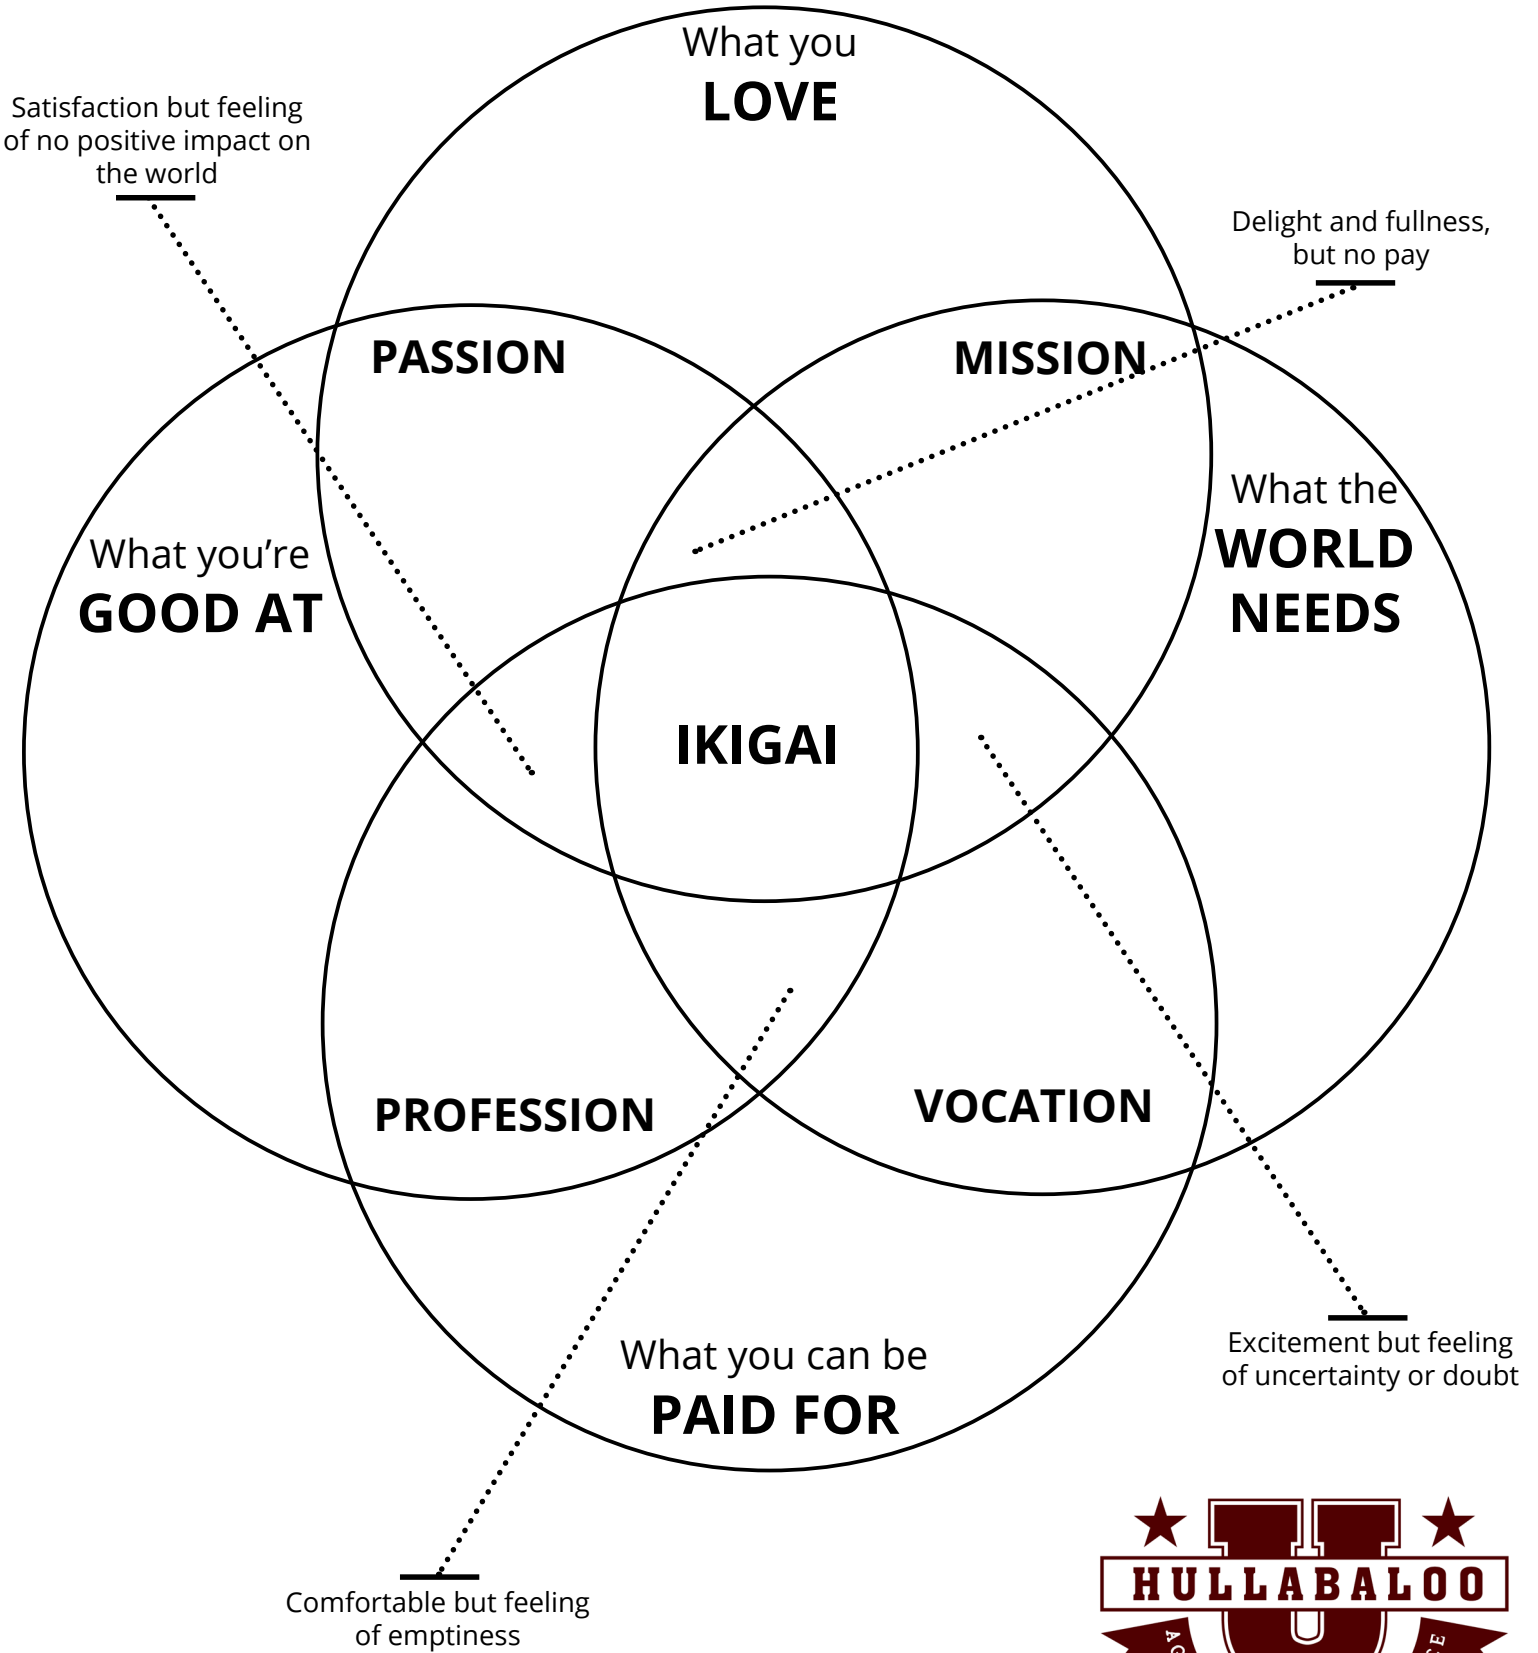 What you
LOVE
Satisfaction but feeling
of no positive impact on
the world
Delight and fullness,
but no pay
PASSION
MISSION
What the
WORLD
NEEDS
What you’re
GOOD AT
IKIGAI
PROFESSION
VOCATION
What you can be
PAID FOR
Excitement but feeling
of uncertainty or doubt
Comfortable but feeling
of emptiness
U
HULLABALOO